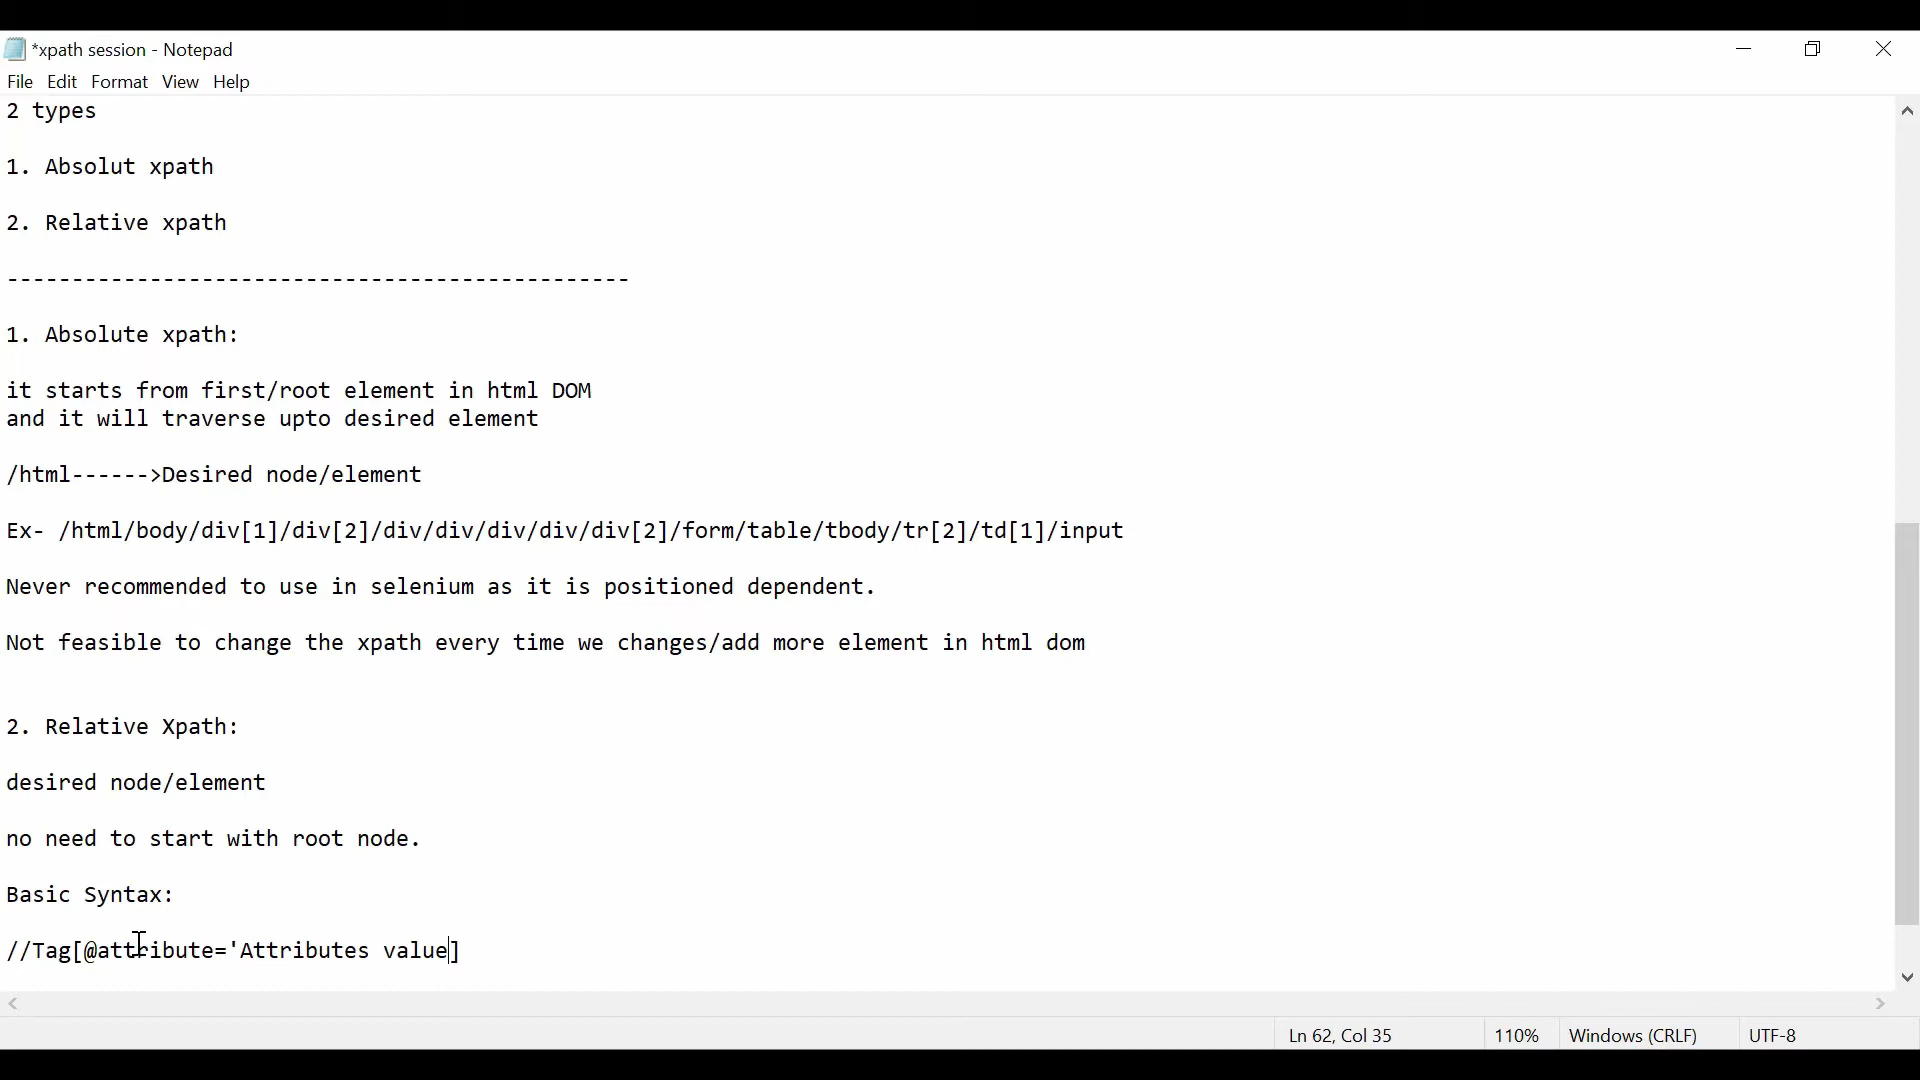 *xpath session - Notepad
File Edit Format View Help
2 types
1. Absolut xpath
2. Relative xpath
------------------------------------------------
1. Absolute xpath:
it starts from first/root element in html DOM
and it will traverse upto desired element
/html------>Desired node/element
Ex- /html/body/div[1]/div[2]/div/div/div/div/div[2]/form/table/tbody/tr[2]/td[1]/input
Never recommended to use in selenium as it is positioned dependent.
Not feasible to change the xpath every time we changes/add more element in html dom
2. Relative Xpath:
desired node/element
no need to start with root node.
Basic Syntax:
//Tag[@attribute='Attributes value]
Ln 62, Col 35 110% Windows (CRLF) UTF-8